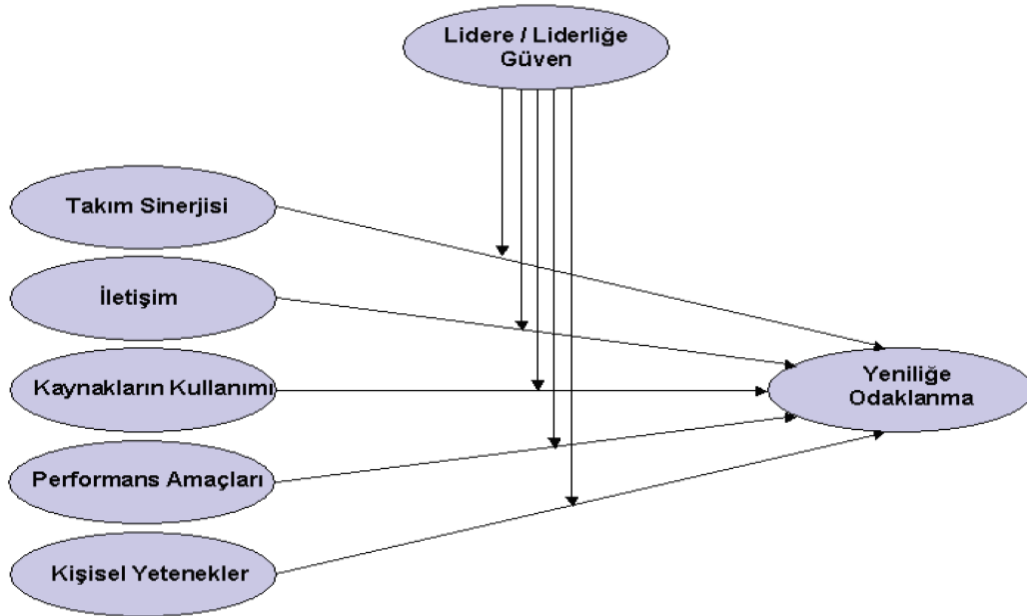 Lidere / Liderliğe
Güven
Takım Sinerjisi
İletişim
Kaynakların Kullanımı
Yeniliğe
Odaklanma
Performans Amaçları
Kişisel Yetenekler